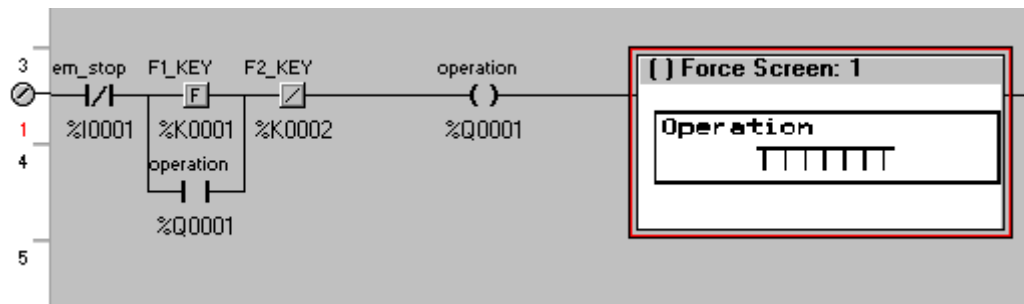 3 em_stop F1_KEY F2_KEY operation ( ) Force Screen: 1
F
1 %I0001 %K0001 %K0002 %Q0001 Operation
4 operation
%Q0001
5